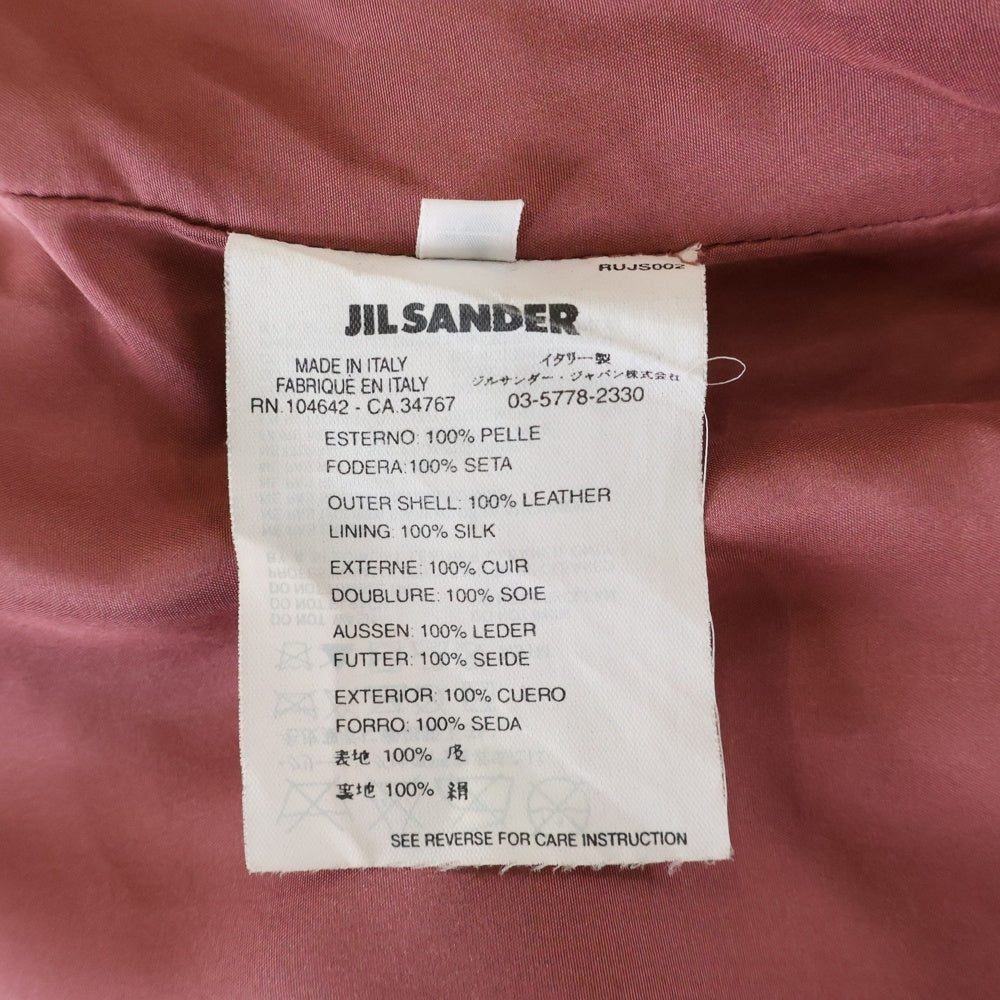 RUJS002
JIL SANDER
MADE IN ITALY
FABRIQUE EN ITALY
RN.104642 - CA.34767
イタリー製
ジルサンダー・ジャパン株式会社
03-5778-2330
ESTERNO: 100% PELLE
FODERA:100% SETA
OUTER SHELL: 100% LEATHER
LINING: 100% SILK
EXTERNE: 100% CUIR
DOUBLURE: 100% SOIE
AUSSEN: 100% LEDER
FUTTER: 100% SEIDE
EXTERIOR: 100% CUERO
FORRO: 100% SEDA
表地 100% 皮
裏地 100% 絹
SEE REVERSE FOR CARE INSTRUCTION